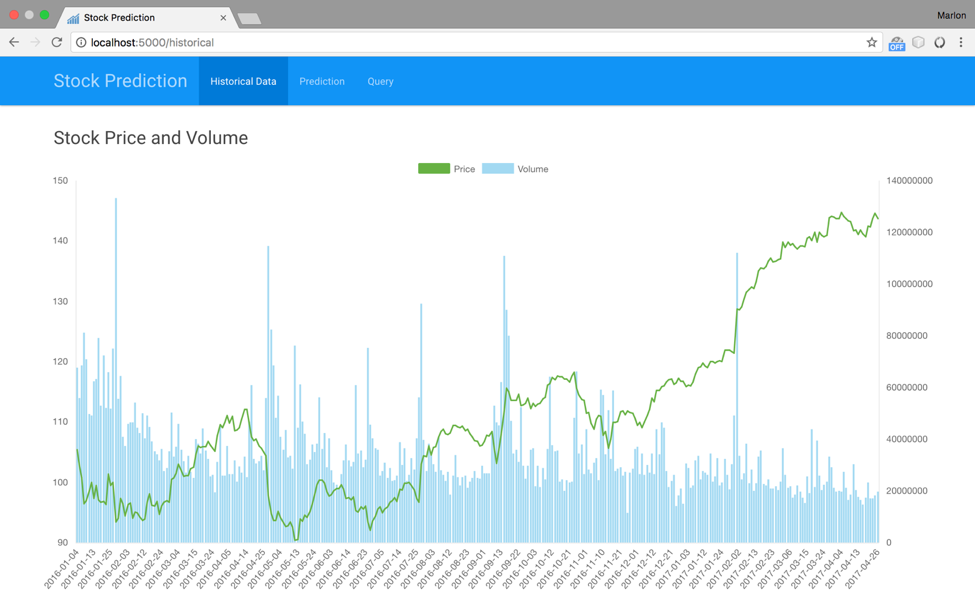 Stock Prediction
Marlon
localhost:5000/historical
OFF
Stock Prediction Historical Data Prediction Query
Stock Price and Volume
Price Volume
150 140000000
140 120000000
130 100000000
120 80000000
110 60000000
100 40000000
90 20000000
0
2016-01-04 2016-01-13 2016-01-25 2016-02-03 2016-02-12 2016-02-24 2016-03-04 2016-03-15 2016-03-24 2016-04-05 2016-04-14 2016-04-25 2016-05-04 2016-05-13 2016-05-24 2016-06-03 2016-06-14 2016-06-23 2016-07-05 2016-07-14 2016-07-25 2016-08-03 2016-08-12 2016-08-23 2016-09-01 2016-09-13 2016-09-22 2016-10-03 2016-10-12 2016-10-21 2016-11-01 2016-11-10 2016-11-21 2016-12-01 2016-12-12 2016-12-21 2017-01-03 2017-01-12 2017-01-24 2017-02-02 2017-02-13 2017-02-23 2017-03-06 2017-03-15 2017-03-24 2017-04-04 2017-04-13 2017-04-26